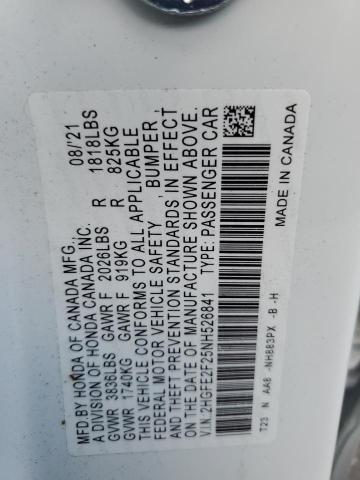 MFD. BY HONDA OF CANADA MFG., 08/21
A DIVISION OF HONDA CANADA INC.
GVWR 3836LBS GAWR F 2026LBS R 1818LBS
GVWR 1740KG GAWR F 919KG R 825KG
THIS VEHICLE CONFORMS TO ALL APPLICABLE
FEDERAL MOTOR VEHICLE SAFETY, BUMPER,
AND THEFT PREVENTION STANDARDS IN EFFECT
ON THE DATE OF MANUFACTURE SHOWN ABOVE.
V.I.N: 2HGFE2F25NH526841 TYPE: PASSENGER CAR
T23 N AA8 -NH883PX -B -H MADE IN CANADA